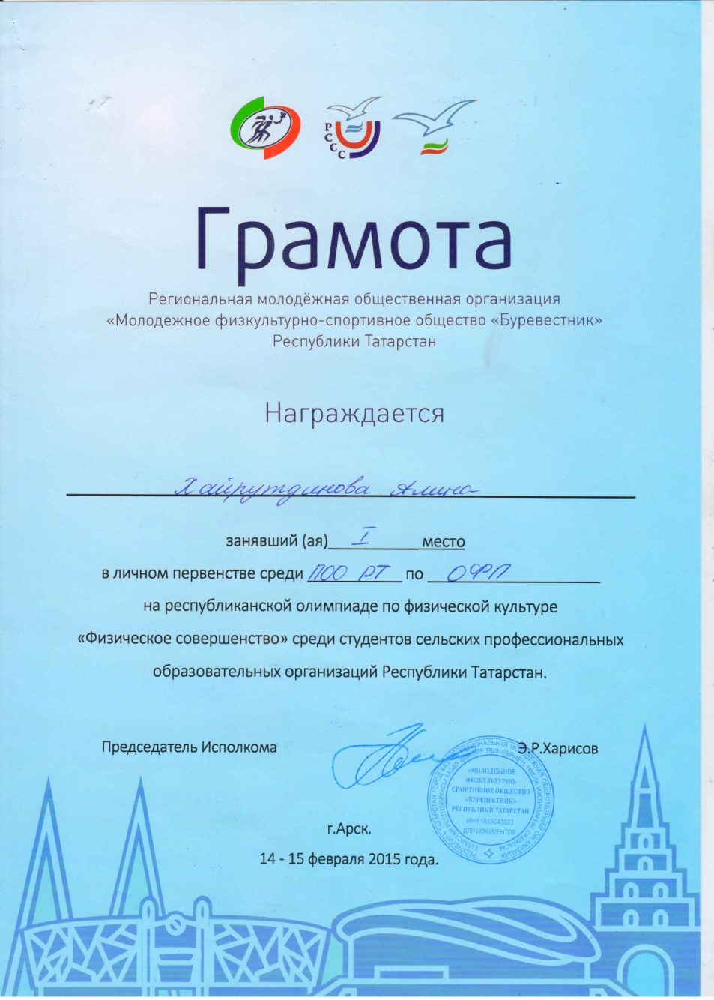 РССС
Грамота
Региональная молодёжная общественная организация
«Молодежное физкультурно-спортивное общество «Буревестник»
Республики Татарстан
Награждается
Хайрутдинова Алина
занявший (ая) I место
в личном первенстве среди ПОО РТ по ОФП
на республиканской олимпиаде по физической культуре
«Физическое совершенство» среди студентов сельских профессиональных
образовательных организаций Республики Татарстан.
Председатель Исполкома Э.Р.Харисов
«МОЛОДЕЖНОЕ
ФИЗКУЛЬТУРНО-
СПОРТИВНОЕ ОБЩЕСТВО
«БУРЕВЕСТНИК»
РЕСПУБЛИКИ ТАТАРСТАН
ИНН 1655043663
ДЛЯ ДОКУМЕНТОВ
г.Арск.
14 - 15 февраля 2015 года.